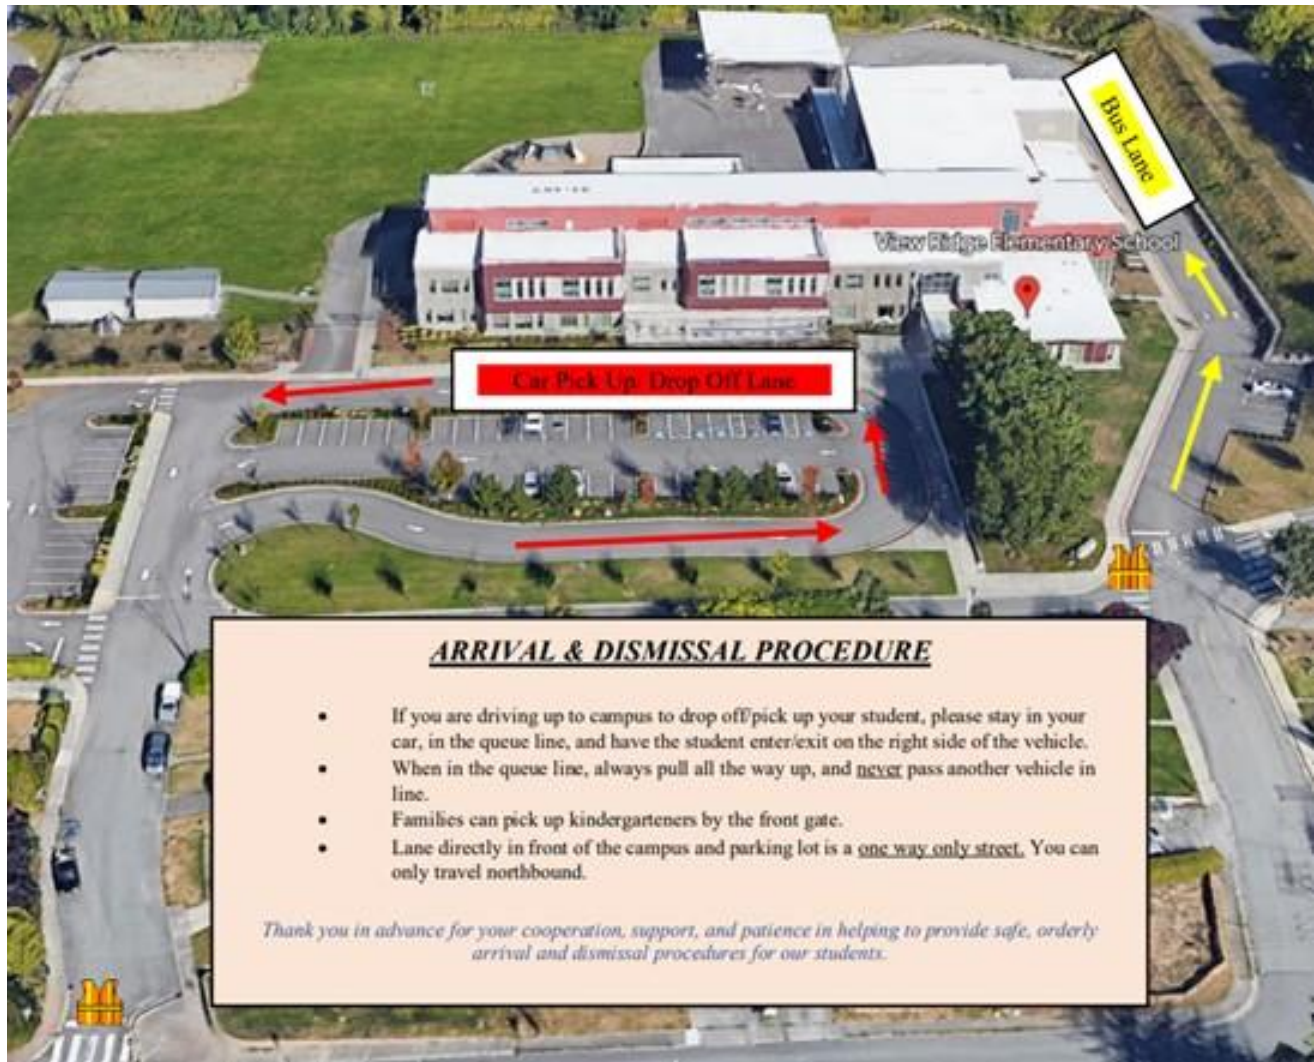 Bus Lane
View Ridge Elementary School
Car Pick Up Drop Off Lane
ARRIVAL & DISMISSAL PROCEDURE
• If you are driving up to campus to drop off/pick up your student, please stay in your
car, in the queue line, and have the student enter/exit on the right side of the vehicle.
• When in the queue line, always pull all the way up, and never pass another vehicle in
line.
• Families can pick up kindergarteners by the front gate.
• Lane directly in front of the campus and parking lot is a one way only street. You can
only travel northbound.
Thank you in advance for your cooperation, support, and patience in helping to provide safe, orderly
arrival and dismissal procedures for our students.